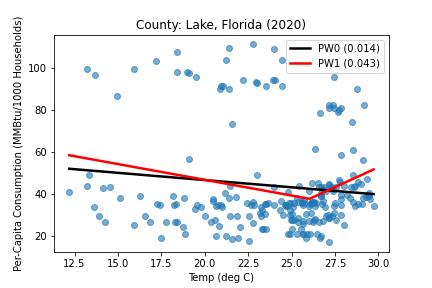 County: Lake, Florida (2020)
PW0 (0.014)
PW1 (0.043)
Per-Capita Consumption (MMBtu/1000 Households)
100
80
60
40
20
12.5 15.0 17.5 20.0 22.5 25.0 27.5 30.0
Temp (deg C)